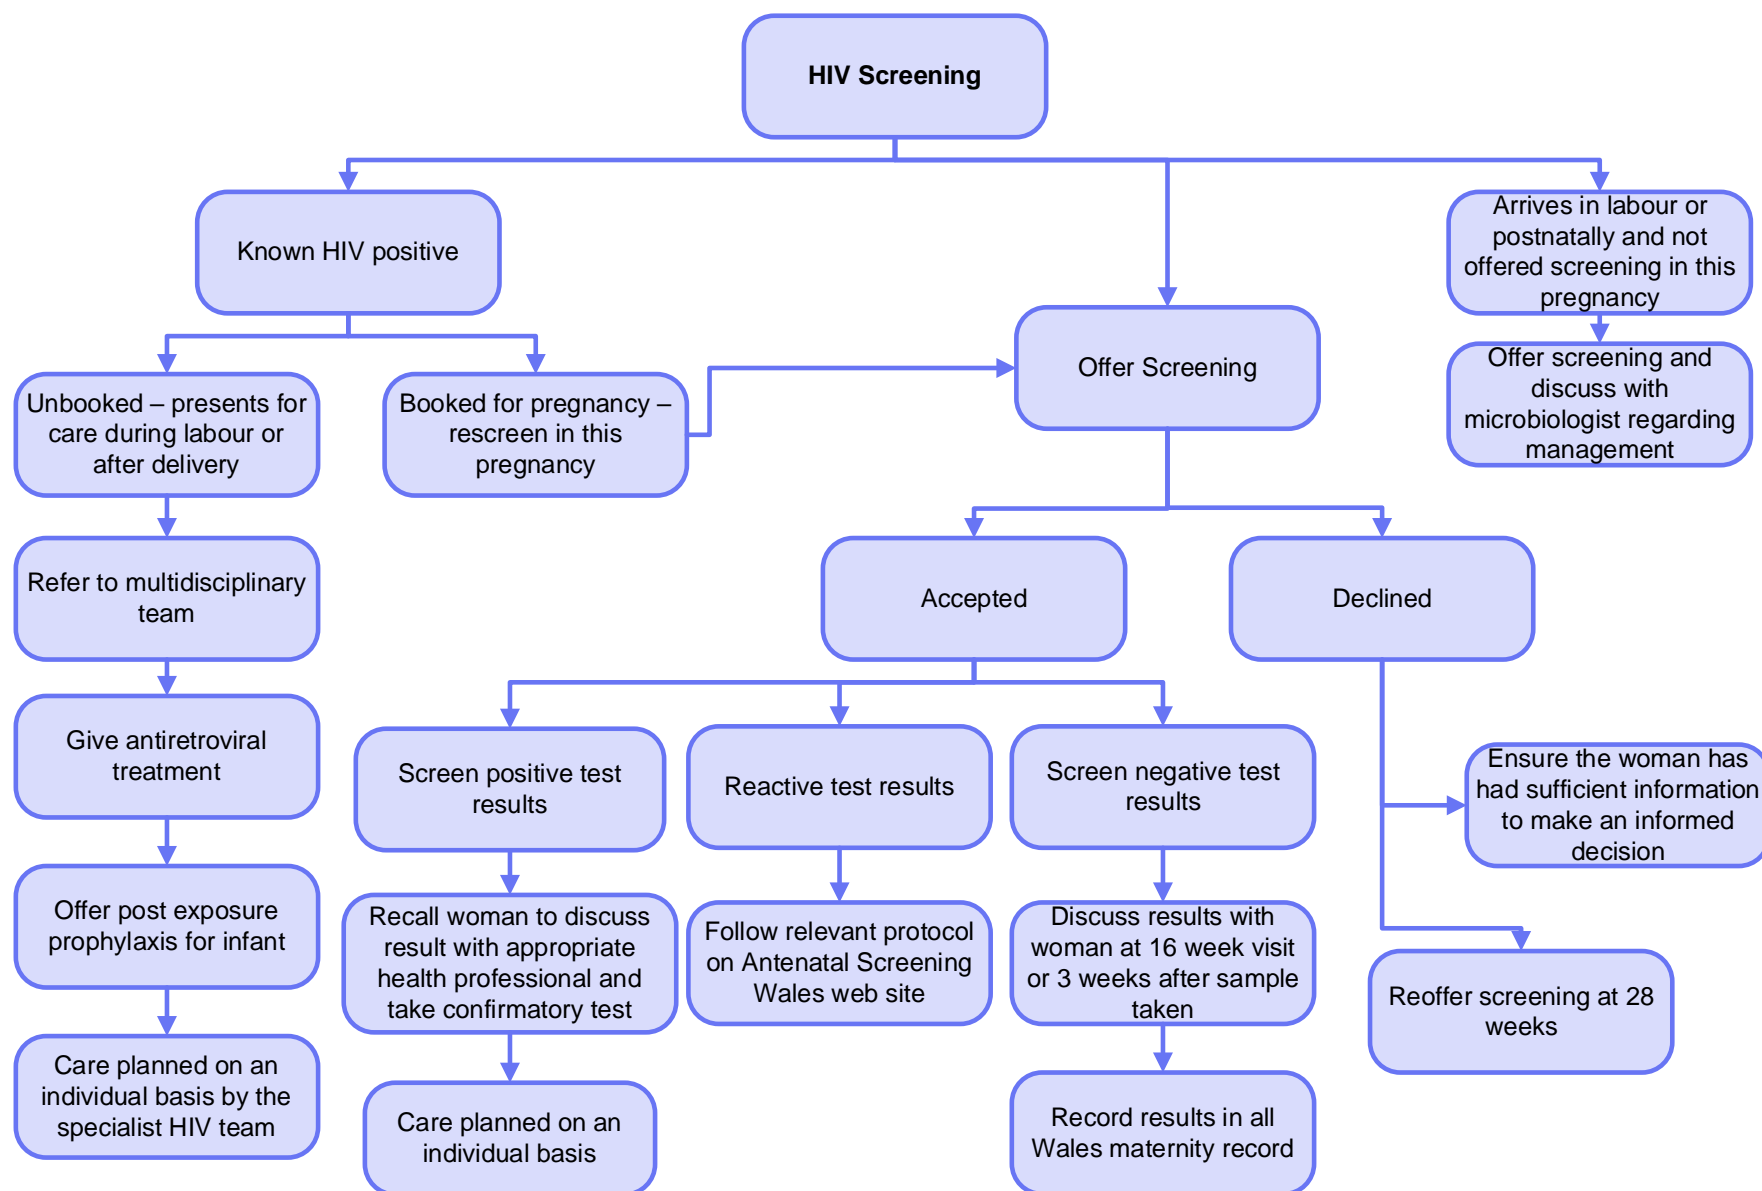 HIV Screening
Known HIV positive
Arrives in labour or
postnatally and not
offered screening in this
pregnancy
Offer Screening
Offer screening and
discuss with
microbiologist regarding
management
Unbooked – presents for
care during labour or
after delivery
Booked for pregnancy –
rescreen in this
pregnancy
Refer to multidisciplinary
team
Accepted
Declined
Give antiretroviral
treatment
Screen positive test
results
Reactive test results
Screen negative test
results
Ensure the woman has
had sufficient information
to make an informed
decision
Offer post exposure
prophylaxis for infant
Recall woman to discuss
result with appropriate
health professional and
take confirmatory test
Follow relevant protocol
on Antenatal Screening
Wales web site
Discuss results with
woman at 16 week visit
or 3 weeks after sample
taken
Reoffer screening at 28
weeks
Care planned on an
individual basis by the
specialist HIV team
Care planned on an
individual basis
Record results in all
Wales maternity record